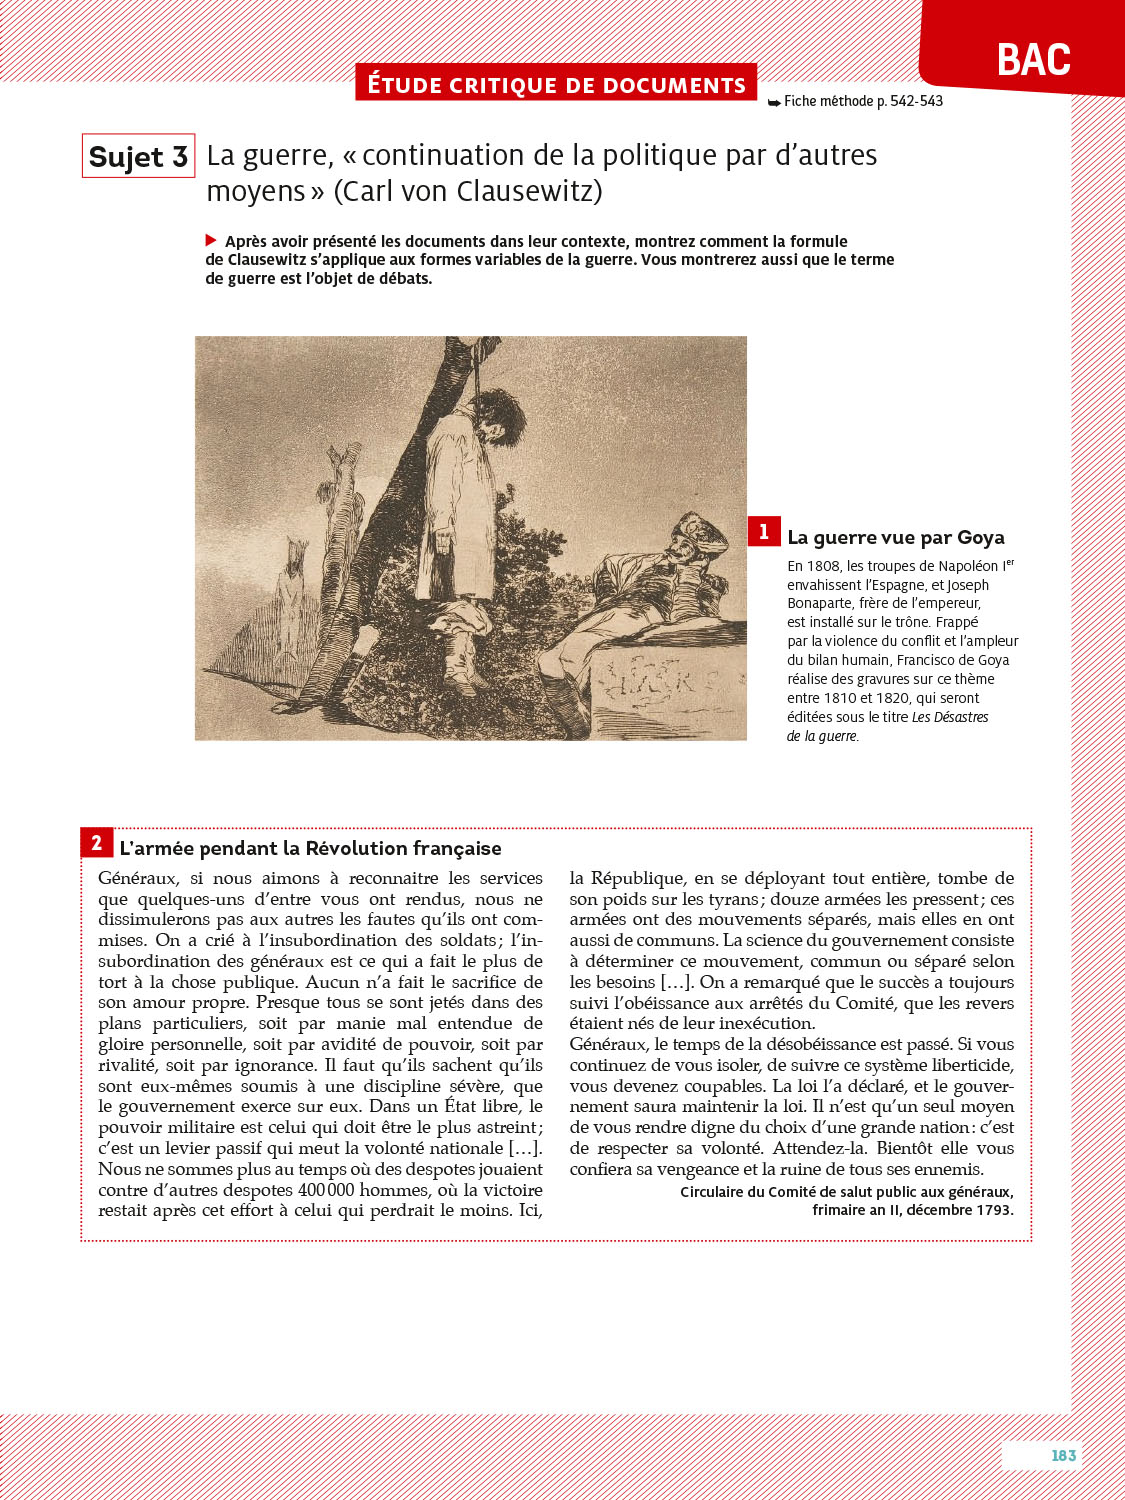 BAC
ÉTUDE CRITIQUE DE DOCUMENTS
➥ Fiche méthode p. 542-543
Sujet 3 La guerre, « continuation de la politique par d’autres
moyens » (Carl von Clausewitz)
▶ Après avoir présenté les documents dans leur contexte, montrez comment la formule
de Clausewitz s’applique aux formes variables de la guerre. Vous montrerez aussi que le terme
de guerre est l’objet de débats.
1 La guerre vue par Goya
En 1808, les troupes de Napoléon Ier
envahissent l’Espagne, et Joseph
Bonaparte, frère de l’empereur,
est installé sur le trône. Frappé
par la violence du conflit et l’ampleur
du bilan humain, Francisco de Goya
réalise des gravures sur ce thème
entre 1810 et 1820, qui seront
éditées sous le titre Les Désastres
de la guerre.
2 L’armée pendant la Révolution française
Généraux, si nous aimons à reconnaitre les services
que quelques-uns d’entre vous ont rendus, nous ne
dissimulerons pas aux autres les fautes qu’ils ont com-
mises. On a crié à l’insubordination des soldats ; l’in-
subordination des généraux est ce qui a fait le plus de
tort à la chose publique. Aucun n’a fait le sacrifice de
son amour propre. Presque tous se sont jetés dans des
plans particuliers, soit par manie mal entendue de
gloire personnelle, soit par avidité de pouvoir, soit par
rivalité, soit par ignorance. Il faut qu’ils sachent qu’ils
sont eux-mêmes soumis à une discipline sévère, que
le gouvernement exerce sur eux. Dans un État libre, le
pouvoir militaire est celui qui doit être le plus astreint ;
c’est un levier passif qui meut la volonté nationale […].
Nous ne sommes plus au temps où des despotes jouaient
contre d’autres despotes 400 000 hommes, où la victoire
restait après cet effort à celui qui perdrait le moins. Ici,
la République, en se déployant tout entière, tombe de
son poids sur les tyrans ; douze armées les pressent ; ces
armées ont des mouvements séparés, mais elles en ont
aussi de communs. La science du gouvernement consiste
à déterminer ce mouvement, commun ou séparé selon
les besoins […]. On a remarqué que le succès a toujours
suivi l’obéissance aux arrêtés du Comité, que les revers
étaient nés de leur inexécution.
Généraux, le temps de la désobéissance est passé. Si vous
continuez de vous isoler, de suivre ce système liberticide,
vous devenez coupables. La loi l’a déclaré, et le gouver-
nement saura maintenir la loi. Il n’est qu’un seul moyen
de vous rendre digne du choix d’une grande nation : c’est
de respecter sa volonté. Attendez-la. Bientôt elle vous
confiera sa vengeance et la ruine de tous ses ennemis.
Circulaire du Comité de salut public aux généraux,
frimaire an II, décembre 1793.
183